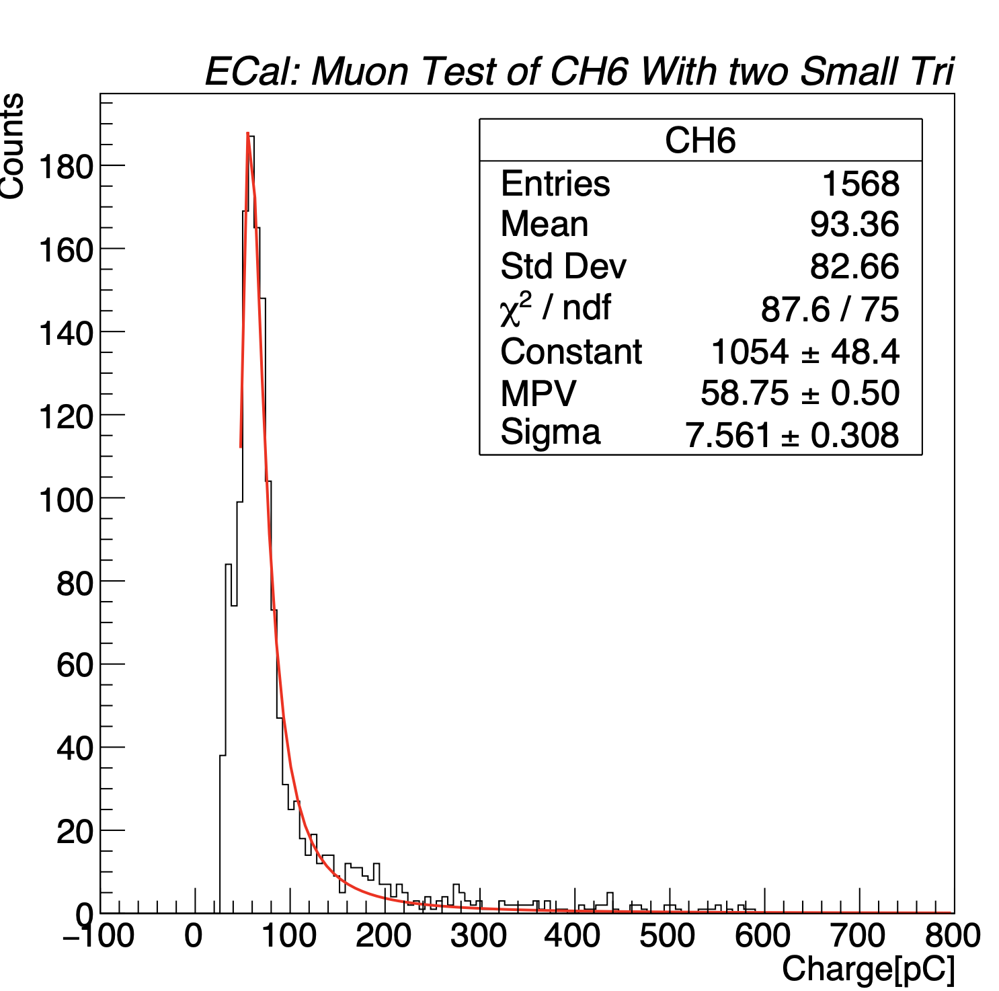 ECal: Muon Test of CH6 With two Small Tri
Counts
CH6
Entries 1568
Mean 93.36
Std Dev 82.66
χ² / ndf 87.6 / 75
Constant 1054 ± 48.4
MPV 58.75 ± 0.50
Sigma 7.561 ± 0.308
180
160
140
120
100
80
60
40
20
0
−100 0 100 200 300 400 500 600 700 800
Charge[pC]